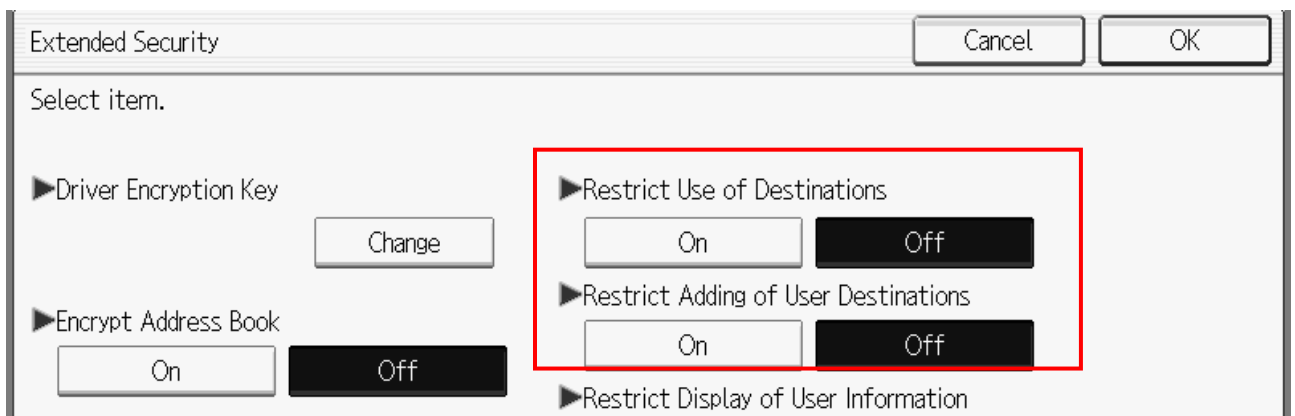 Extended Security
Cancel
OK
Select item.
▶Driver Encryption Key
Change
▶Encrypt Address Book
On
Off
▶Restrict Use of Destinations
On
Off
▶Restrict Adding of User Destinations
On
Off
▶Restrict Display of User Information